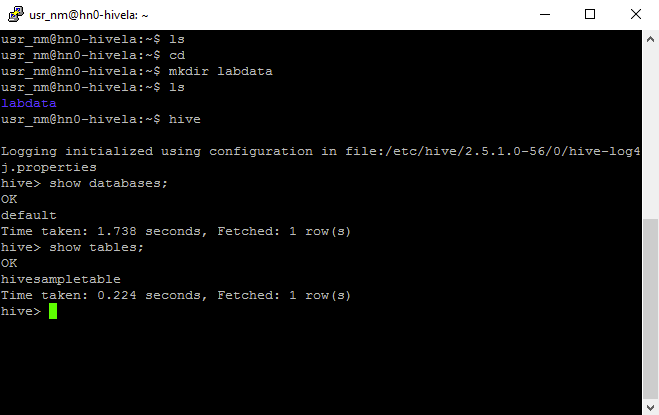 usr_nm@hn0-hivela: ~
usr_nm@hn0-hivela:~$ ls
usr_nm@hn0-hivela:~$ cd
usr_nm@hn0-hivela:~$ mkdir labdata
usr_nm@hn0-hivela:~$ ls
labdata
usr_nm@hn0-hivela:~$ hive
Logging initialized using configuration in file:/etc/hive/2.5.1.0-56/0/hive-log4
j.properties
hive> show databases;
OK
default
Time taken: 1.738 seconds, Fetched: 1 row(s)
hive> show tables;
OK
hivesampletable
Time taken: 0.224 seconds, Fetched: 1 row(s)
hive>